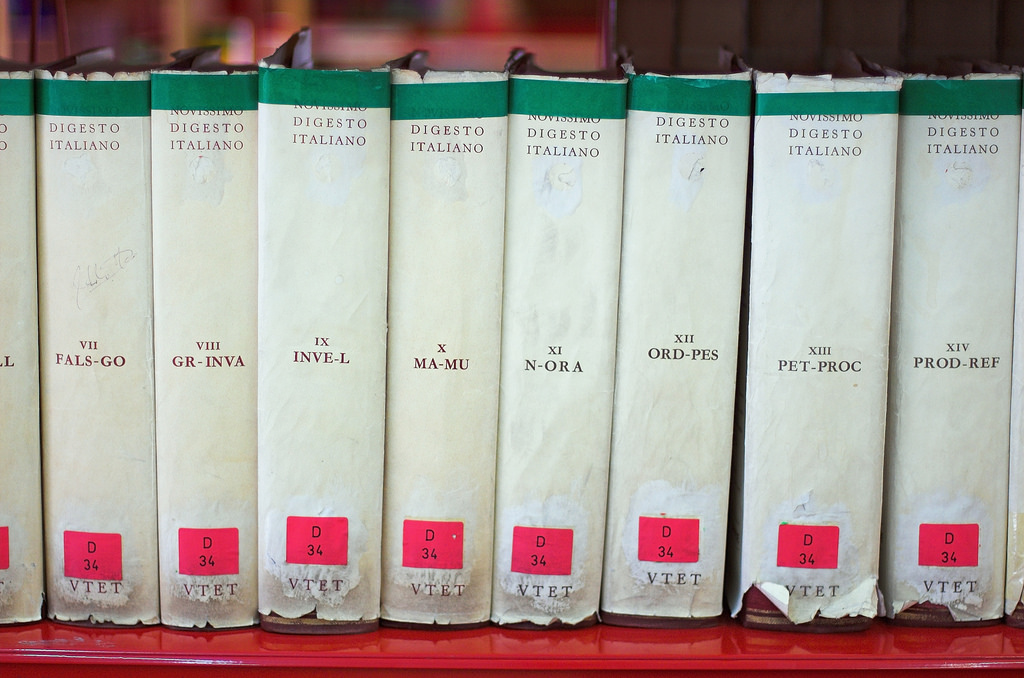 LL
DIGESTO
ITALIANO
VII
FALS-GO
D
34
VTET
NOVISSIMO
DIGESTO
ITALIANO
VIII
GR-INVA
D
34
VTET
NOVISSIMO
DIGESTO
ITALIANO
IX
INVE-L
D
34
VTET
DIGESTO
ITALIANO
X
MA-MU
D
34
VTET
NOVISSIMO
DIGESTO
ITALIANO
XI
N-ORA
D
34
VTET
DIGESTO
ITALIANO
XII
ORD-PES
D
34
VTET
NOVISSIMO
DIGESTO
ITALIANO
XIII
PET-PROC
D
34
VTET
NOVISSIMO
DIGESTO
ITALIANO
XIV
PROD-REF
D
34
VTET